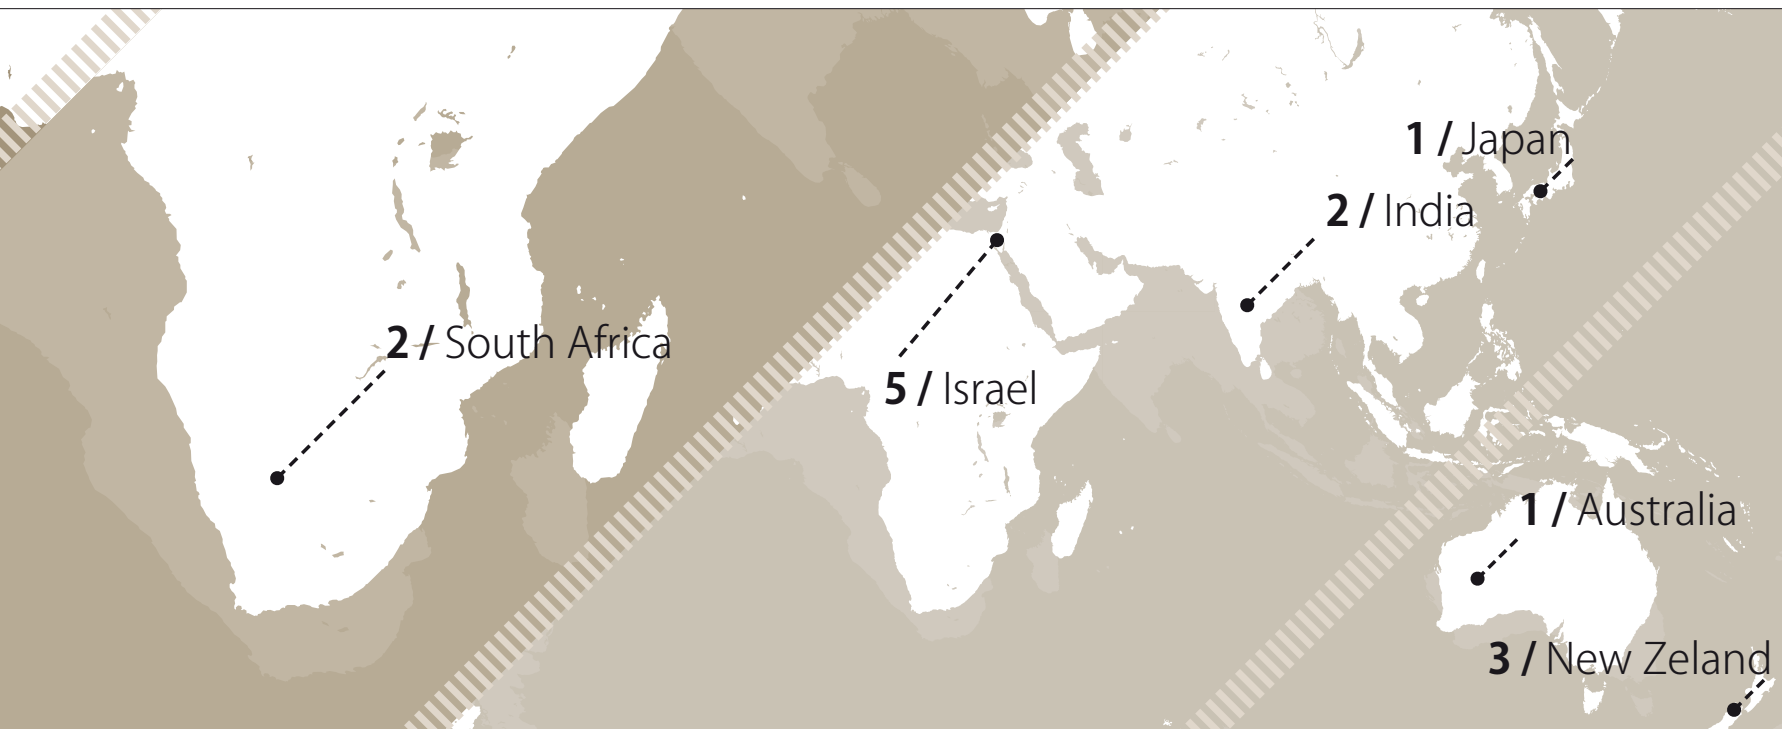 1 / Japan
2 / India
2 / South Africa
5 / Israel
1 / Australia
3 / New Zeland